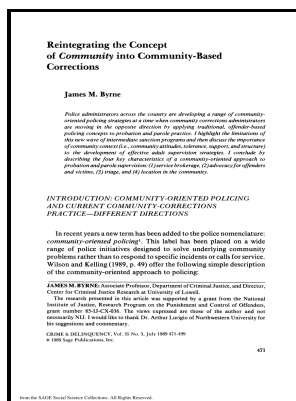 Reintegrating the Concept
of Community into Community-Based
Corrections
James M. Byrne
Police administrators across the country are developing a range of community-
oriented policing strategies at a time when community corrections administrators
are moving in the opposite direction by applying traditional, offender-based
policing concepts to probation and parole practice. I highlight the limitations of
this new wave of intermediate sanction programs and then discuss the importance
of community context (i.e., community attitudes, tolerance, support, and structure)
to the development of effective adult supervision strategies. I conclude by
describing the four key characteristics of a community-oriented approach to
probation and parole supervision: (1) service brokerage, (2) advocacy for offenders
and victims, (3) triage, and (4) location in the community.
INTRODUCTION: COMMUNITY-ORIENTED POLICING
AND CURRENT COMMUNITY-CORRECTIONS
PRACTICE—DIFFERENT DIRECTIONS
In recent years a new term has been added to the police nomenclature:
community-oriented policing¹. This label has been placed on a wide
range of police initiatives designed to solve underlying community
problems rather than to respond to specific incidents or calls for service.
Wilson and Kelling (1989, p. 49) offer the following simple description
of the community-oriented approach to policing:
JAMES M. BYRNE: Associate Professor, Department of Criminal Justice, and Director,
Center for Criminal Justice Research at University of Lowell.
The research presented in this article was supported by a grant from the National
Institute of Justice, Research Program on the Punishment and Control of Offenders,
grant number 85-IJ-CX-036. The views expressed are those of the author and not
necessarily NIJ. I would like to thank Dr. Arthur Lurigio of Northwestern University for
his suggestions and commentary.
CRIME & DELINQUENCY, Vol. 35 No. 3, July 1989 471-499
© 1989 Sage Publications, Inc.
471
from the SAGE Social Science Collections. All Rights Reserved.